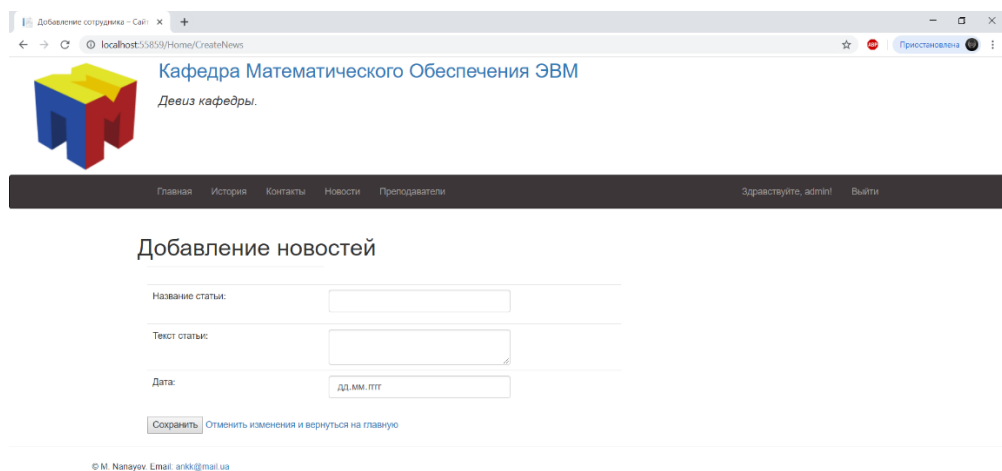 Добавление сотрудника – Сай
localhost:55859/Home/CreateNews
ABP
Приостановлена
Кафедра Математического Обеспечения ЭВМ
Девиз кафедры.
Главная История Контакты Новости Преподаватели Здравствуйте, admin! Выйти
Добавление новостей
Название статьи:
Текст статьи:
Дата: дд.мм.гггг
Сохранить Отменить изменения и вернуться на главную
© M. Nanayev. Email: ankk@mail.ua